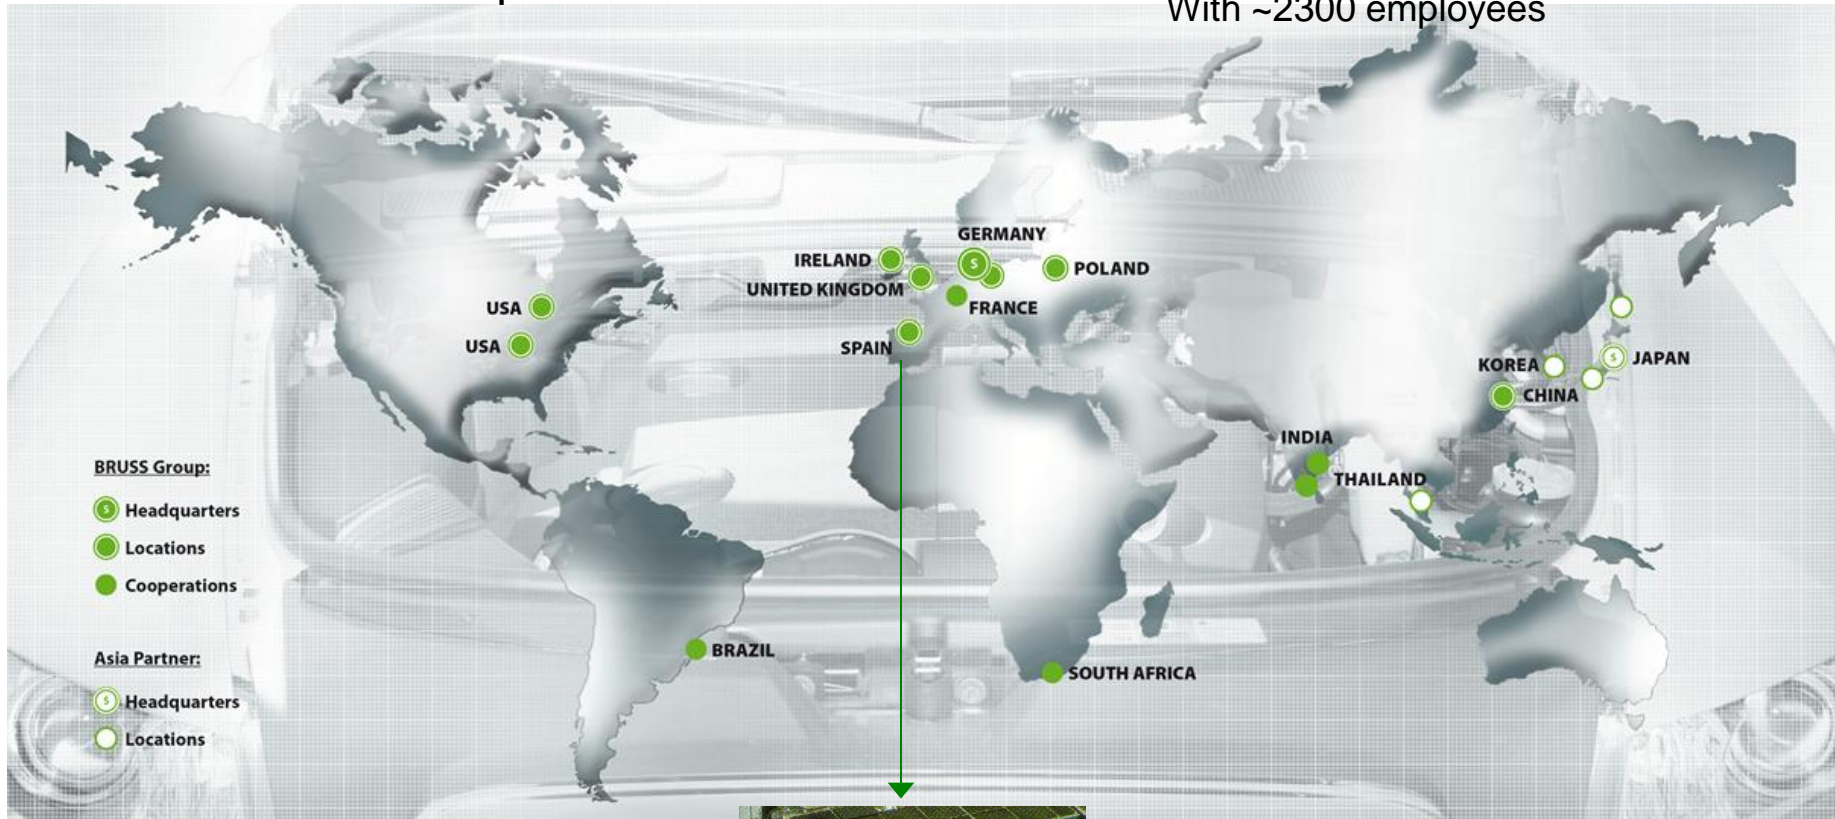 With ~2300 employees
GERMANY
IRELAND
POLAND
UNITED KINGDOM
USA
FRANCE
USA
SPAIN
KOREA
JAPAN
CHINA
INDIA
THAILAND
BRUSS Group:
S Headquarters
Locations
Cooperations
BRAZIL
SOUTH AFRICA
Asia Partner:
S Headquarters
Locations